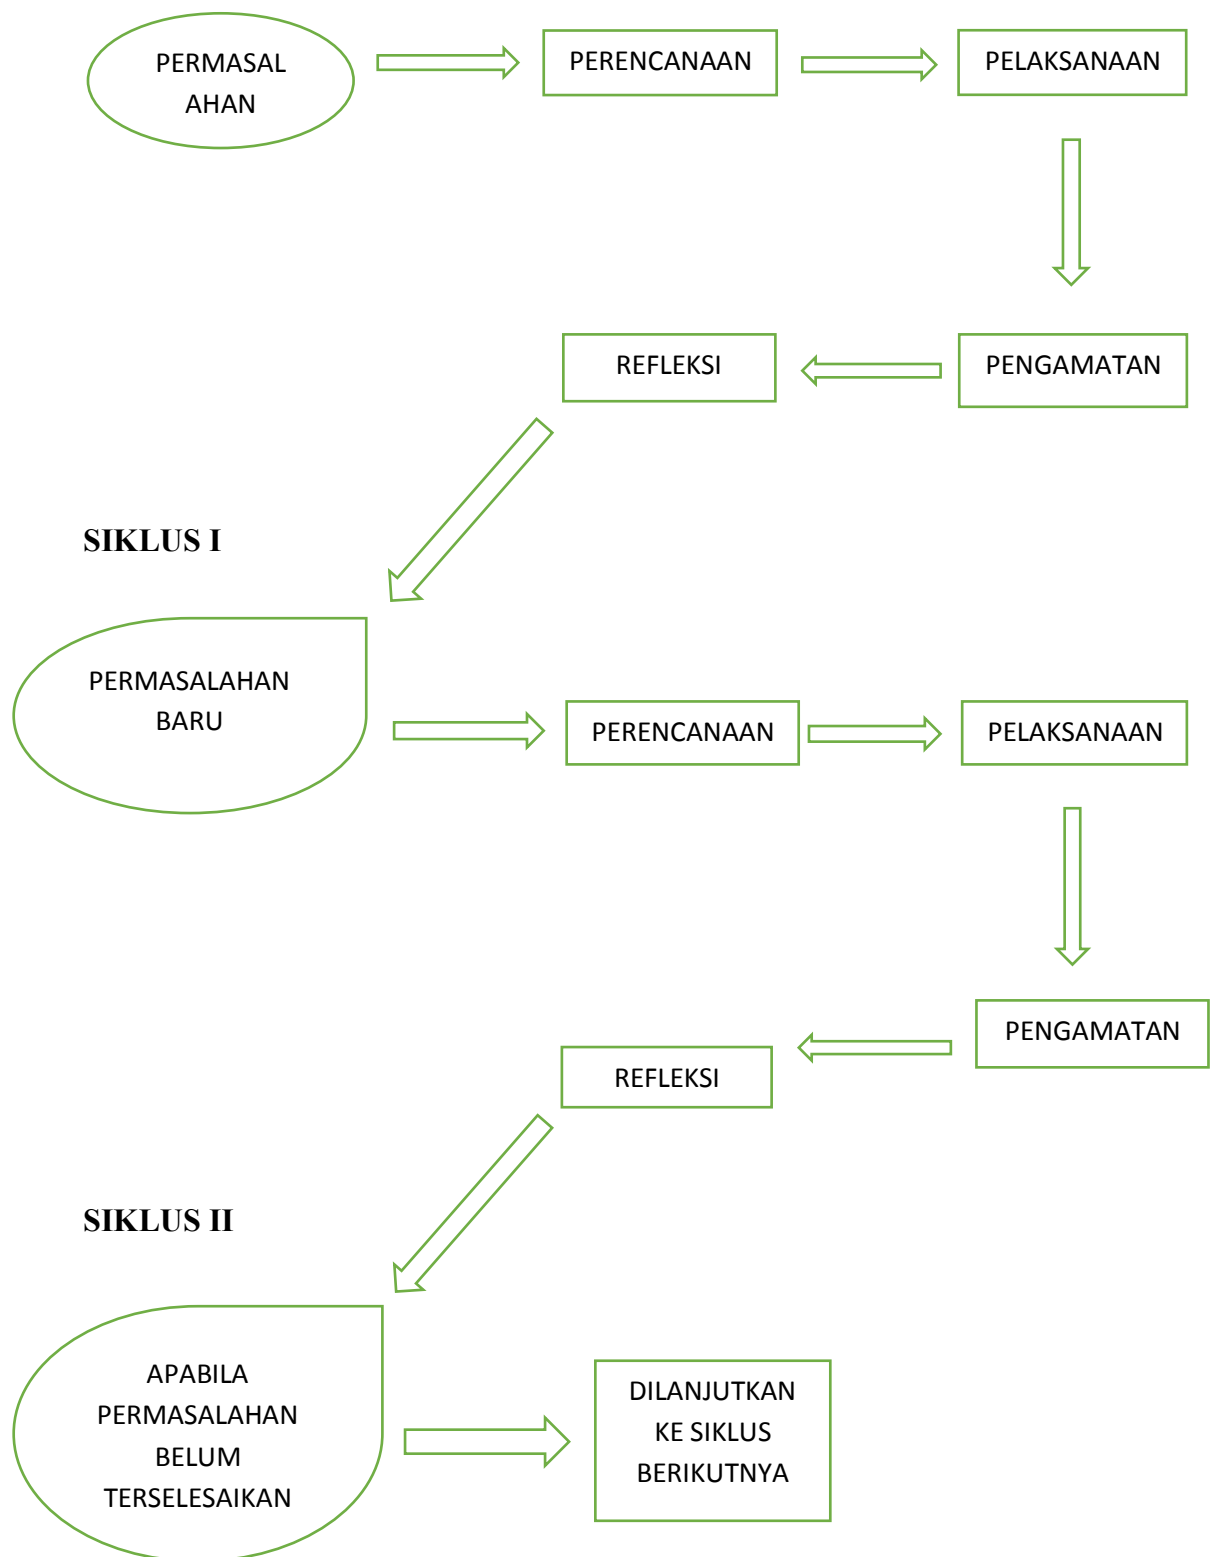 PERMASAL
AHAN
PERENCANAAN
PELAKSANAAN
REFLEKSI
PENGAMATAN
SIKLUS I
PERMASALAHAN
BARU
PERENCANAAN
PELAKSANAAN
PENGAMATAN
REFLEKSI
SIKLUS II
APABILA
PERMASALAHAN
BELUM
TERSELESAIKAN
DILANJUTKAN
KE SIKLUS
BERIKUTNYA